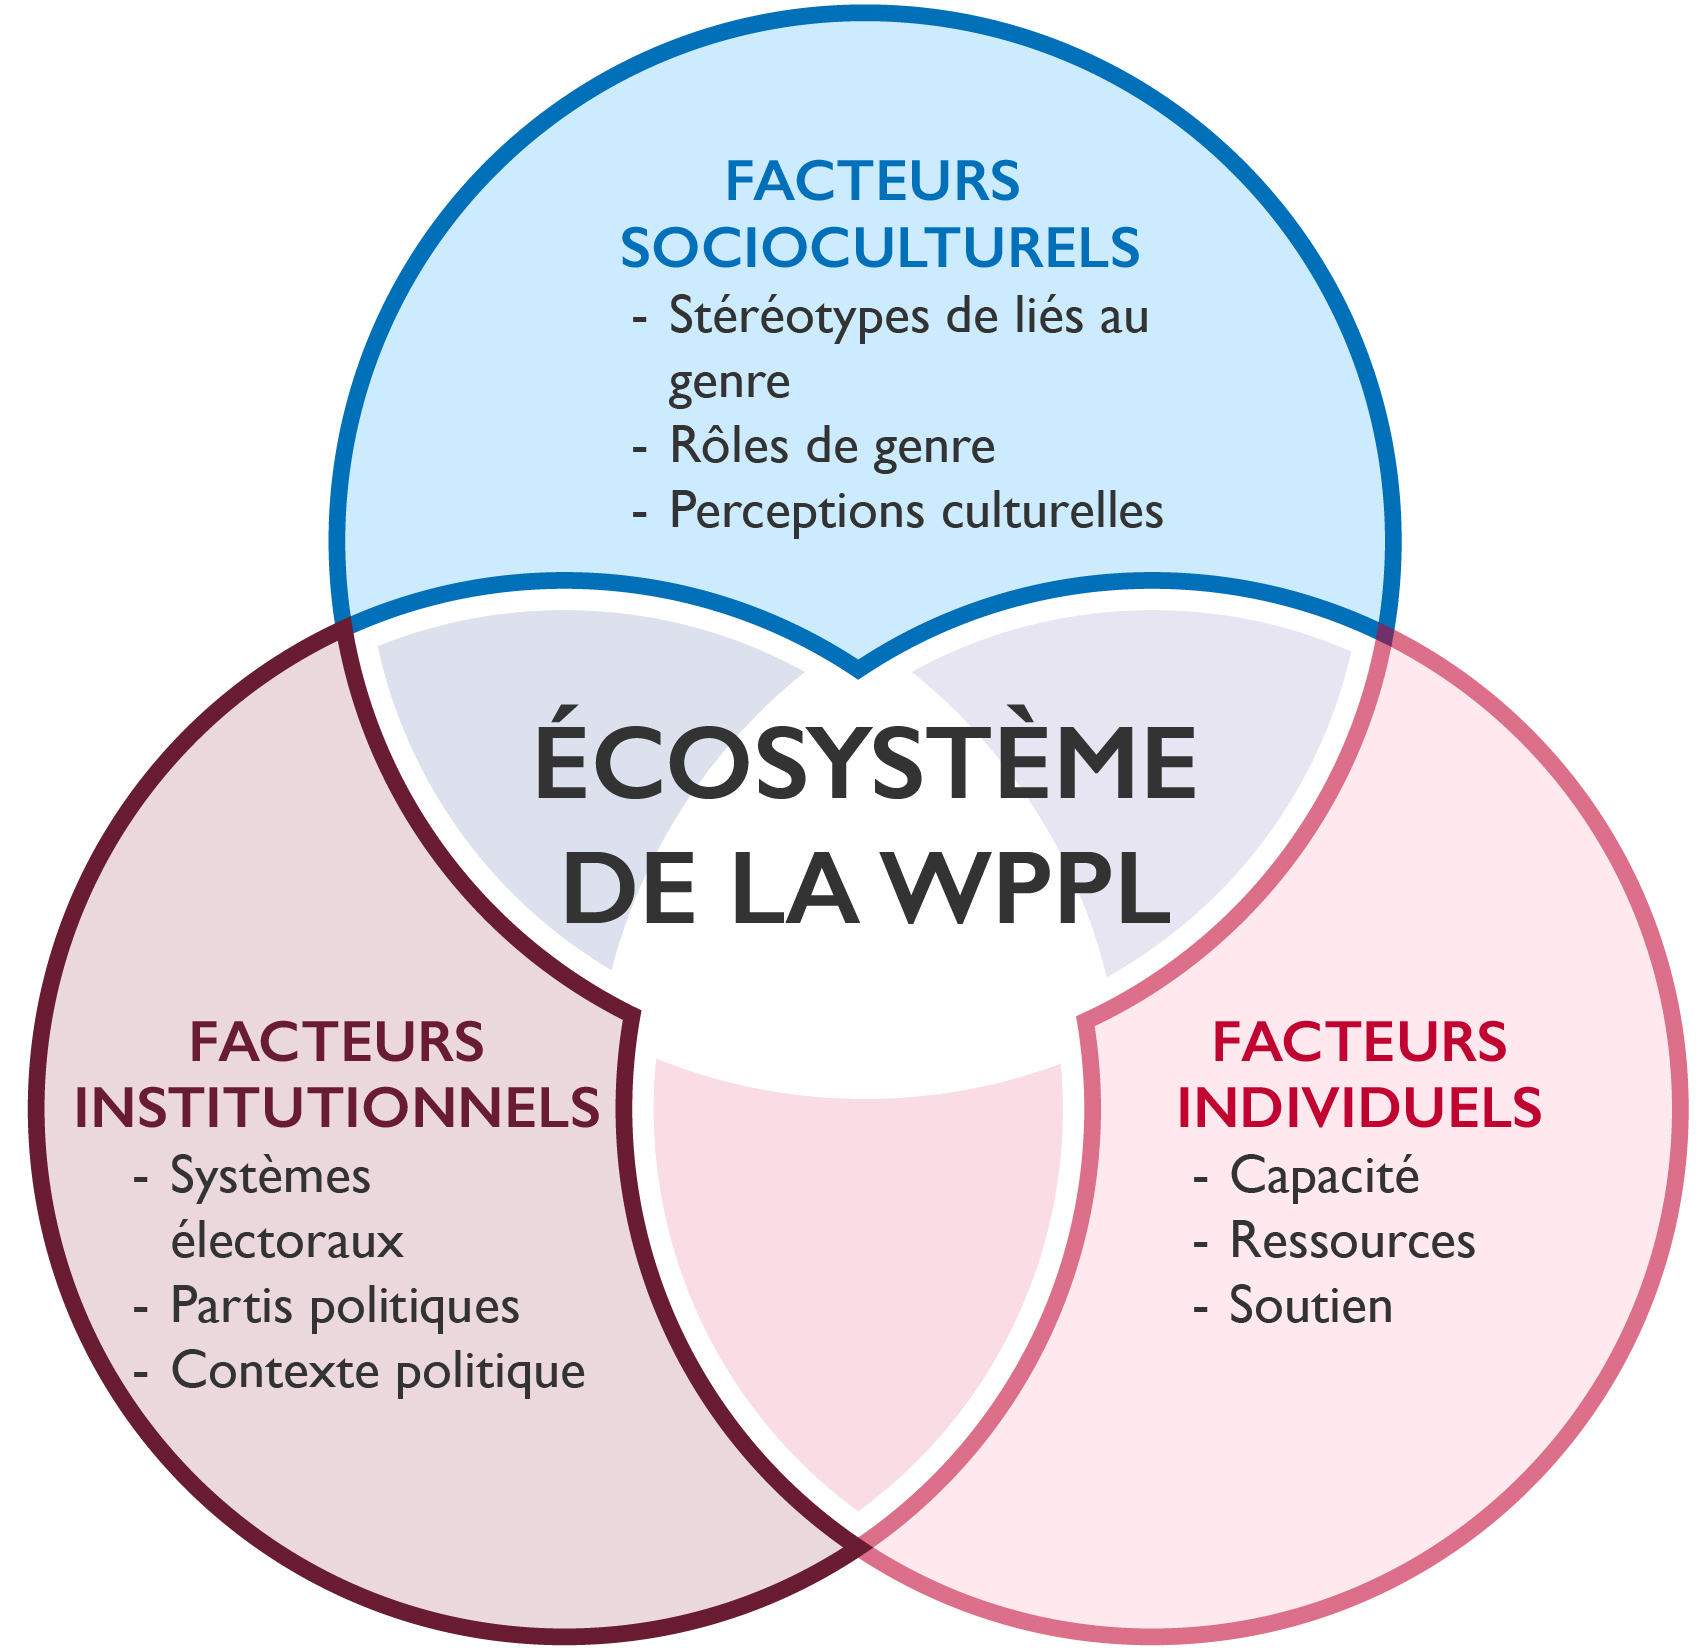 FACTEURS
SOCIOCULTURELS
- Stéréotypes de liés au
genre
- Rôles de genre
- Perceptions culturelles
ÉCOSYSTÈME
DE LA WPPL
FACTEURS
INSTITUTIONNELS
- Systèmes
électoraux
- Partis politiques
- Contexte politique
FACTEURS
INDIVIDUELS
- Capacité
- Ressources
- Soutien